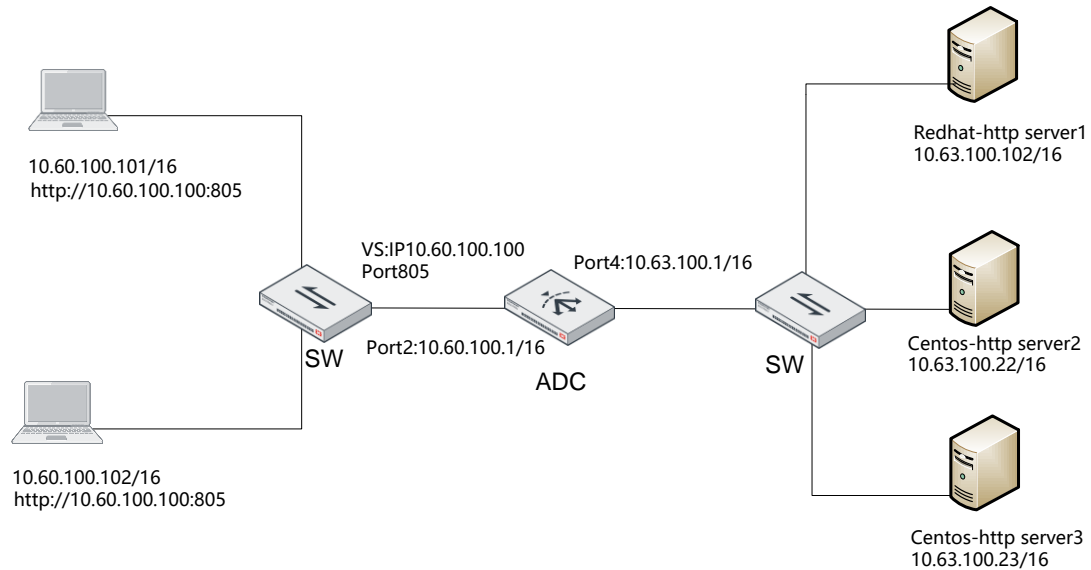 10.60.100.101/16
http://10.60.100.100:805
VS:IP10.60.100.100
Port805
Port2:10.60.100.1/16
SW
ADC
Port4:10.63.100.1/16
SW
Redhat-http server1
10.63.100.102/16
Centos-http server2
10.63.100.22/16
Centos-http server3
10.63.100.23/16
10.60.100.102/16
http://10.60.100.100:805